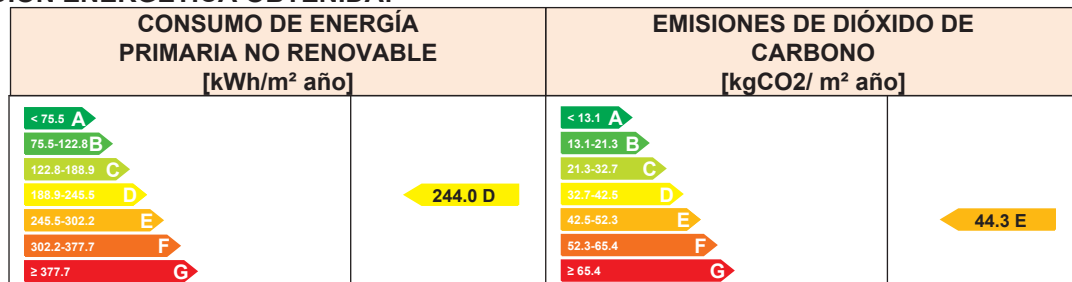 CONSUMO DE ENERGÍA
PRIMARIA NO RENOVABLE
[kWh/m² año]
< 75.5 A
75.5-122.8 B
122.8-188.9 C
188.9-245.5 D
245.5-302.2 E
302.2-377.7 F
≥ 377.7 G
244.0 D
EMISIONES DE DIÓXIDO DE
CARBONO
[kgCO2/ m² año]
< 13.1 A
13.1-21.3 B
21.3-32.7 C
32.7-42.5 D
42.5-52.3 E
52.3-65.4 F
≥ 65.4 G
44.3 E